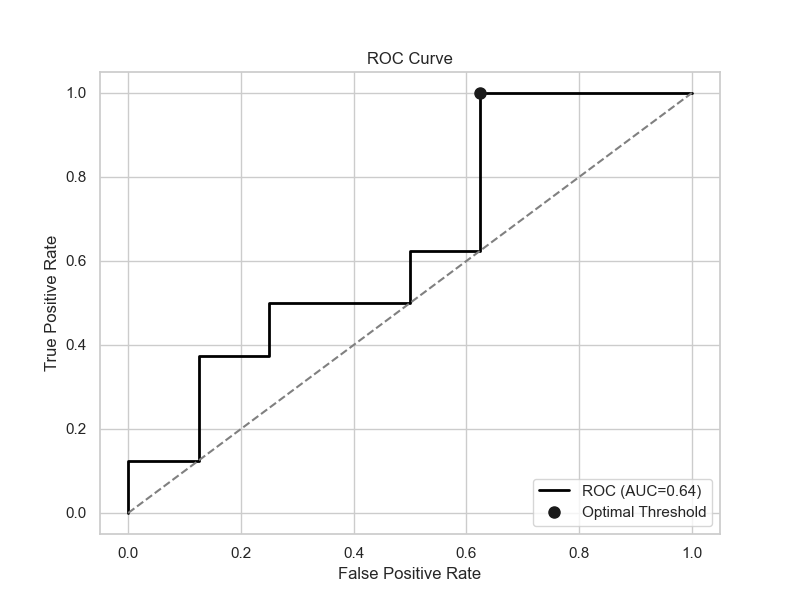 ROC Curve
True Positive Rate
1.0
0.8
0.6
0.4
0.2
0.0
0.0 0.2 0.4 0.6 0.8 1.0
False Positive Rate
ROC (AUC=0.64)
Optimal Threshold